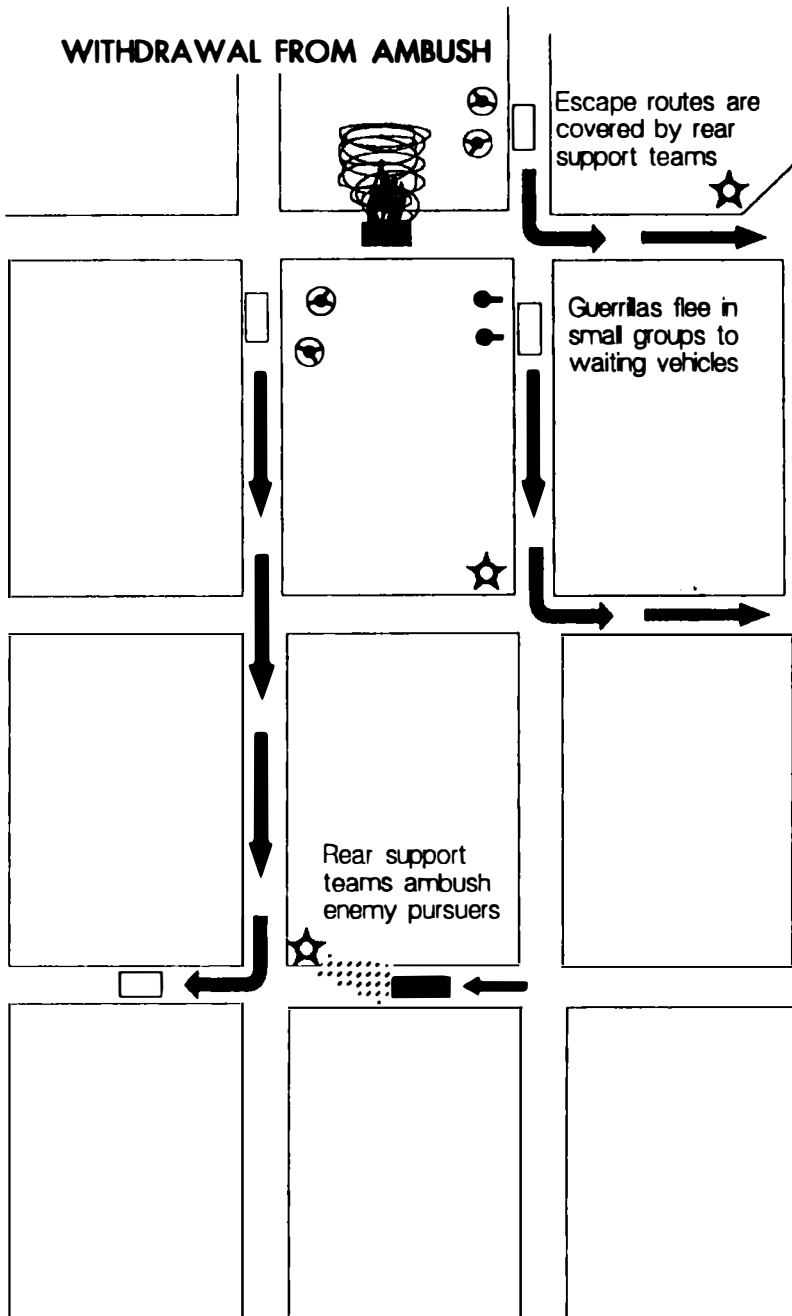 WITHDRAWAL FROM AMBUSH
Escape routes are
covered by rear
support teams
Guerrillas flee in
small groups to
waiting vehicles
Rear support
teams ambush
enemy pursuers